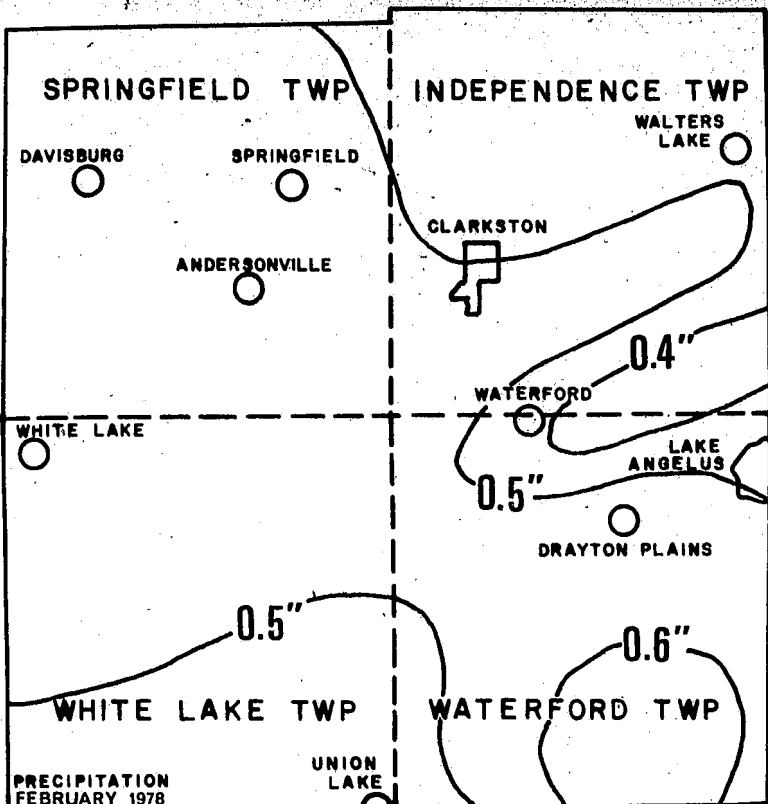 SPRINGFIELD TWP
INDEPENDENCE TWP
WALTERS
LAKE
DAVISBURG
SPRINGFIELD
CLARKSTON
ANDERSONVILLE
0.4"
WATERFORD
WHITE LAKE
LAKE
ANGELUS
0.5"
DRAYTON PLAINS
0.5"
0.6"
WHITE LAKE TWP
WATERFORD TWP
UNION
LAKE
PRECIPITATION
FEBRUARY 1978